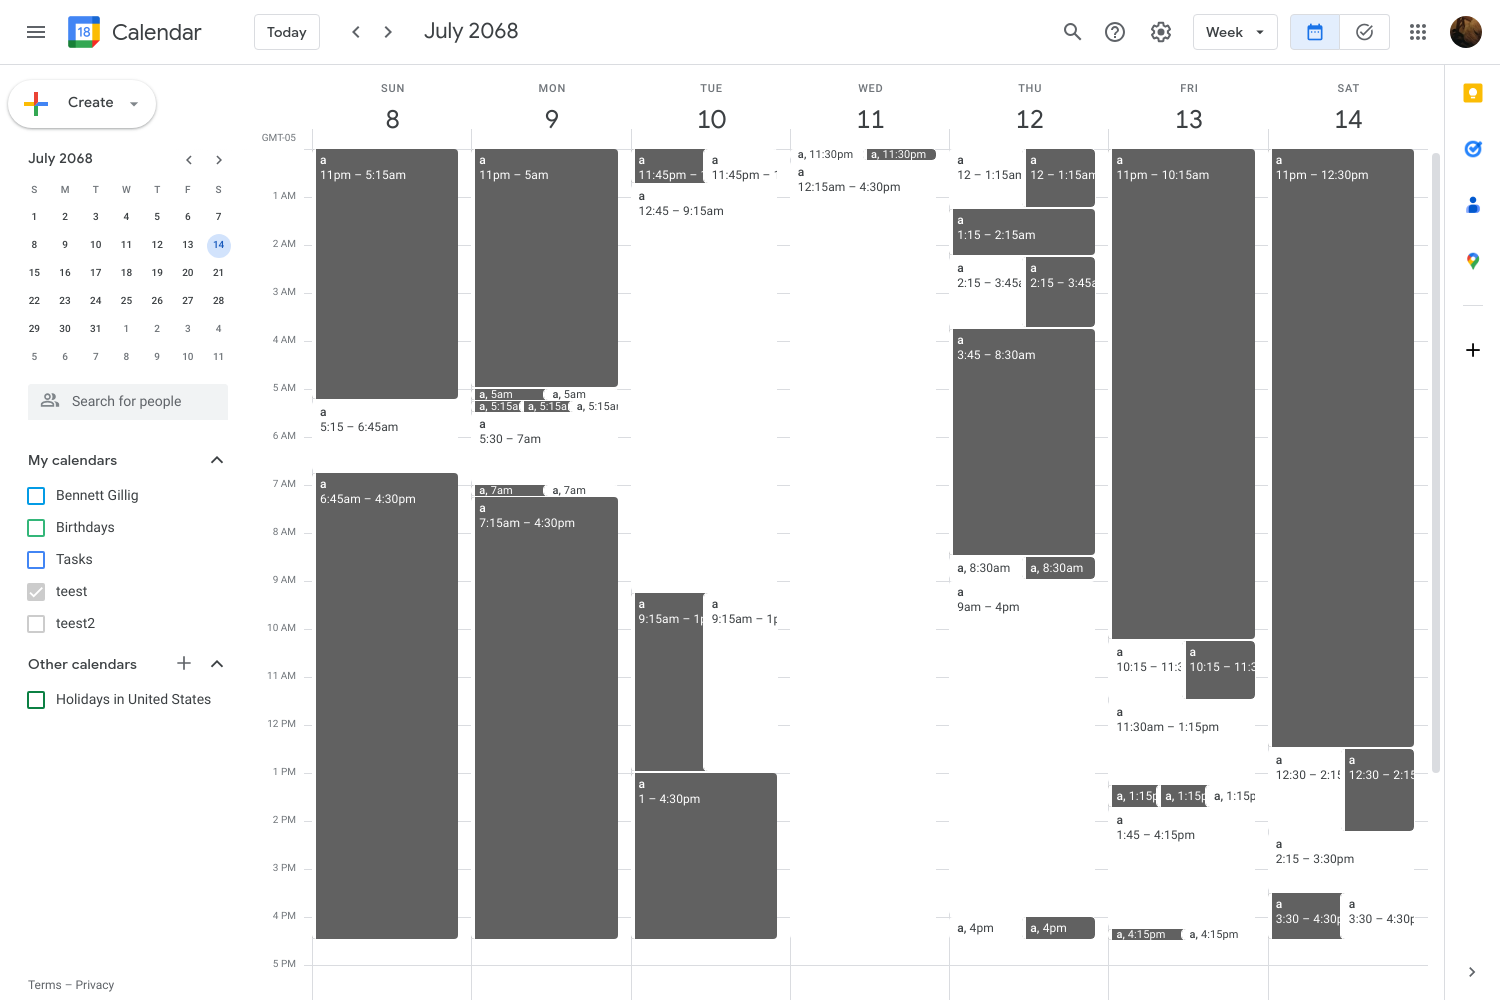 18 Calendar
Today
July 2068
Week
Create
July 2068
S M T W T F S
1 2 3 4 5 6 7
8 9 10 11 12 13 14
15 16 17 18 19 20 21
22 23 24 25 26 27 28
29 30 31 1 2 3 4
5 6 7 8 9 10 11
Search for people
My calendars
Bennett Gillig
Birthdays
Tasks
teest
teest2
Other calendars
Holidays in United States
Terms – Privacy
SUN MON TUE WED THU FRI SAT
8 9 10 11 12 13 14
GMT-05
1 AM
2 AM
3 AM
4 AM
5 AM
6 AM
7 AM
8 AM
9 AM
10 AM
11 AM
12 PM
1 PM
2 PM
3 PM
4 PM
5 PM
a
11pm – 5:15am
a
5:15 – 6:45am
a
6:45am – 4:30pm
a
11pm – 5am
a, 5am
a, 5am
a, 5:15a
a, 5:15a
a, 5:15ar
a
5:30 – 7am
a, 7am
a, 7am
a
7:15am – 4:30pm
a
11:45pm – 1
a
11:45pm – 1
a
12:45 – 9:15am
a
9:15am – 1p
a
9:15am – 1p
a
1 – 4:30pm
a, 11:30pm
a, 11:30pm
a
12:15am – 4:30pm
a
12 – 1:15am
a
12 – 1:15am
a
1:15 – 2:15am
a
2:15 – 3:45a
a
2:15 – 3:45a
a
3:45 – 8:30am
a, 8:30am
a, 8:30am
a
9am – 4pm
a, 4pm
a, 4pm
a
11pm – 10:15am
a
10:15 – 11:3
a
10:15 – 11:3
a
11:30am – 1:15pm
a, 1:15p
a, 1:15p
a, 1:15p
a
1:45 – 4:15pm
a, 4:15pm
a, 4:15pm
a
11pm – 12:30pm
a
12:30 – 2:15
a
12:30 – 2:15
a
2:15 – 3:30pm
a
3:30 – 4:30p
a
3:30 – 4:30p